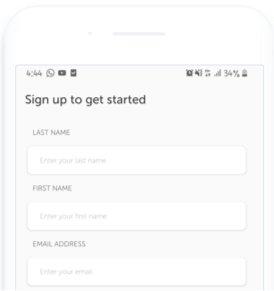 4:44 34%
Sign up to get started
LAST NAME
Enter your last name
FIRST NAME
Enter your first name
EMAIL ADDRESS
Enter your email